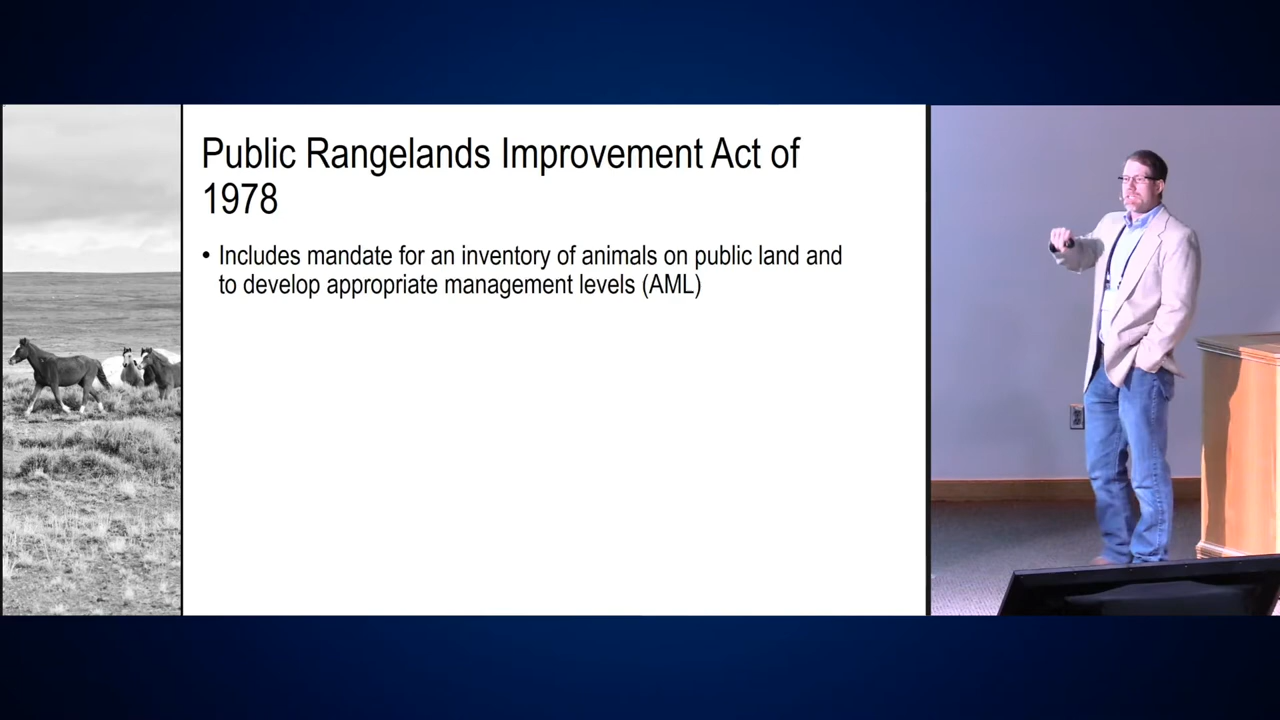 Public Rangelands Improvement Act of
1978
• Includes mandate for an inventory of animals on public land and
to develop appropriate management levels (AML)